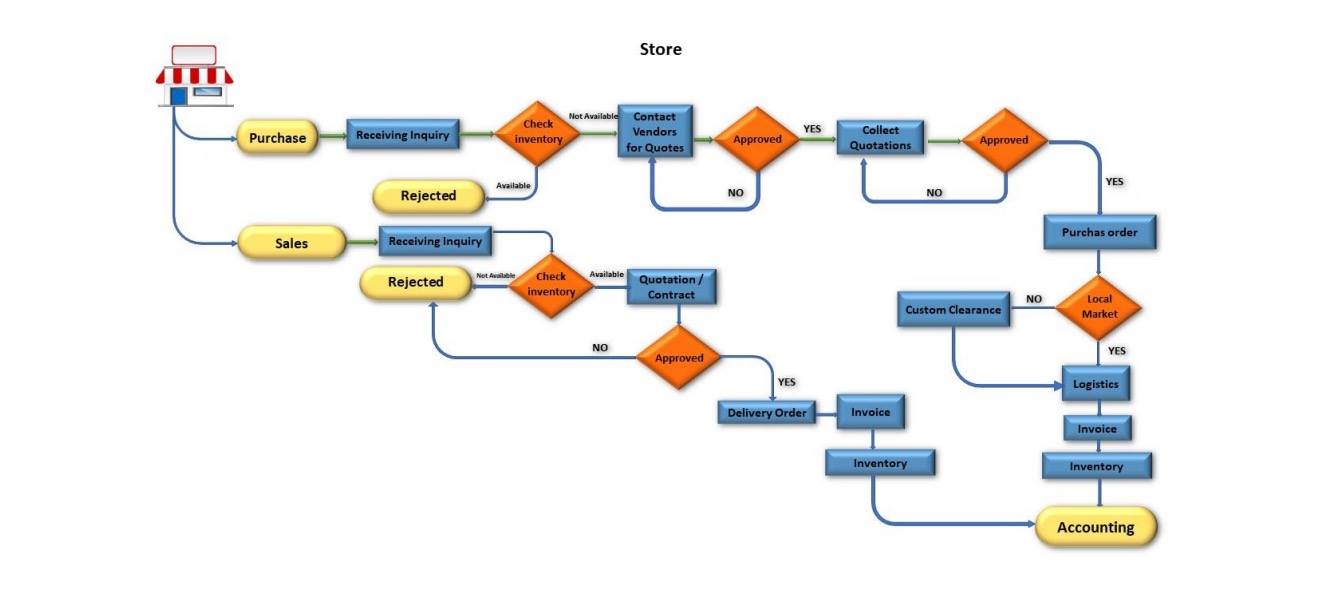 Store
Purchase
Receiving Inquiry
Check
inventory
Not Available
Contact
Vendors
for Quotes
Approved
YES
Collect
Quotations
Approved
Available
Rejected
NO
NO
YES
Purchas order
Sales
Receiving Inquiry
Rejected
Not Available
Check
inventory
Available
Quotation /
Contract
Custom Clearance
NO
Local
Market
NO
Approved
YES
YES
Logistics
Delivery Order
Invoice
Invoice
Inventory
Inventory
Accounting